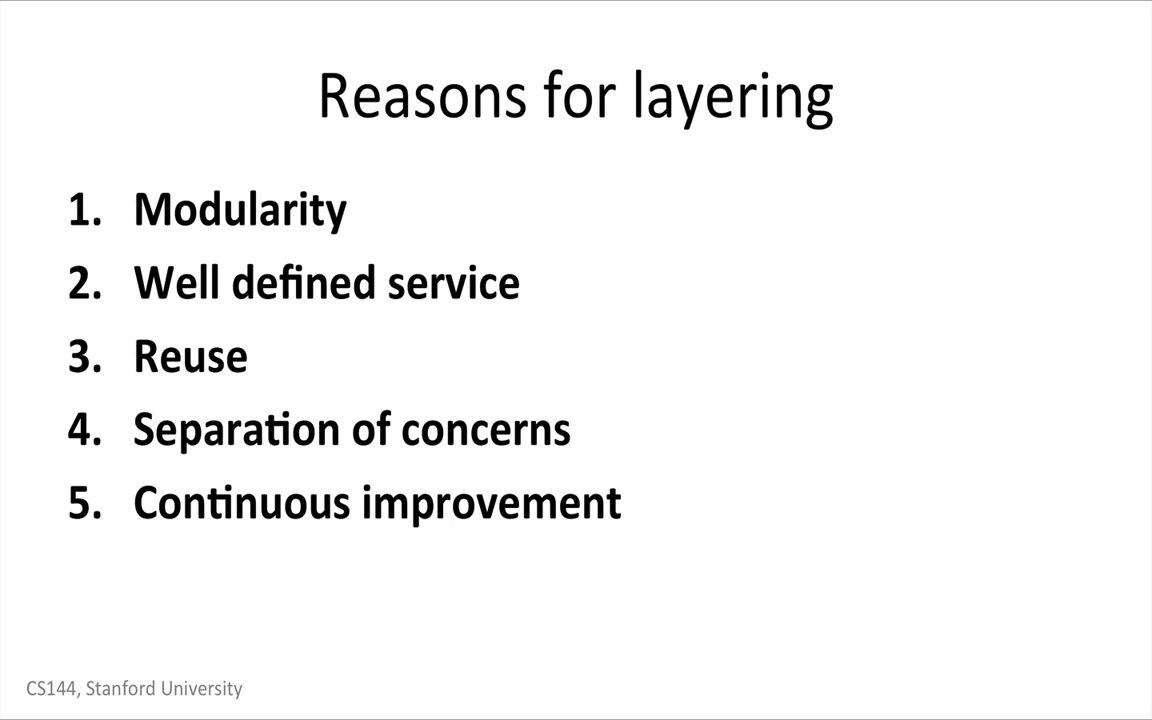 Reasons for layering
1. Modularity
2. Well defined service
3. Reuse
4. Separation of concerns
5. Continuous improvement
CS144, Stanford University